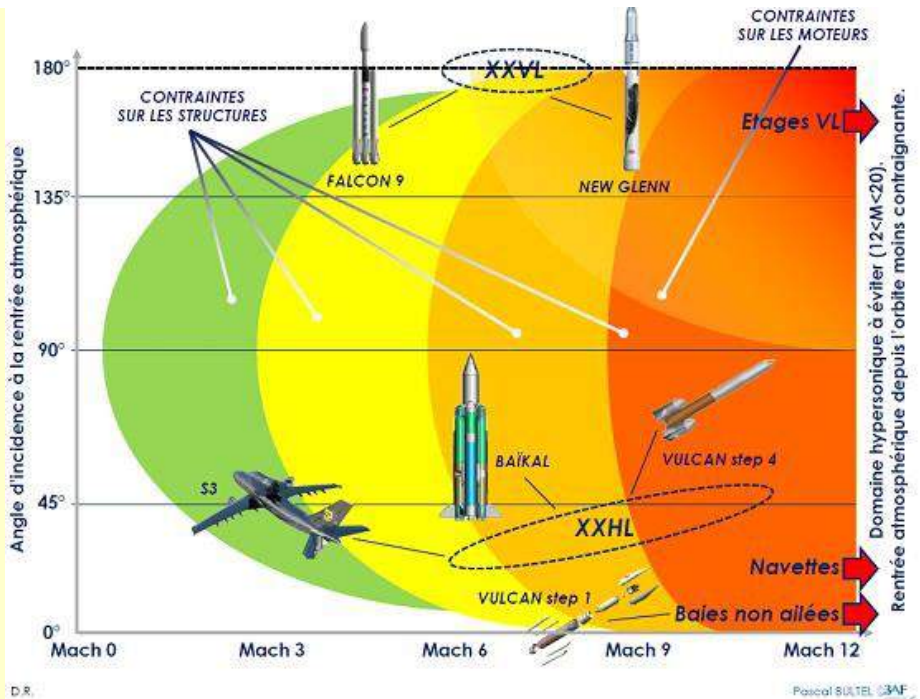 CONTRAINTES
SUR LES MOTEURS
180°
XXVL
CONTRAINTES
SUR LES STRUCTURES
Etages VL
FALCON 9
NEW GLENN
135°
90°
BAÏKAL
VULCAN step 4
S3
45°
XXHL
Navettes
VULCAN step 1
Baies non ailées
0°
Mach 0
Mach 3
Mach 6
Mach 9
Mach 12
Angle d'incidence à la rentrée atmosphérique
Domaine hypersonique à éviter (12<M<20).
Rentrée atmosphérique depuis l'orbite moins contraignante.
D.R.
Pascal BULTEL 3AF